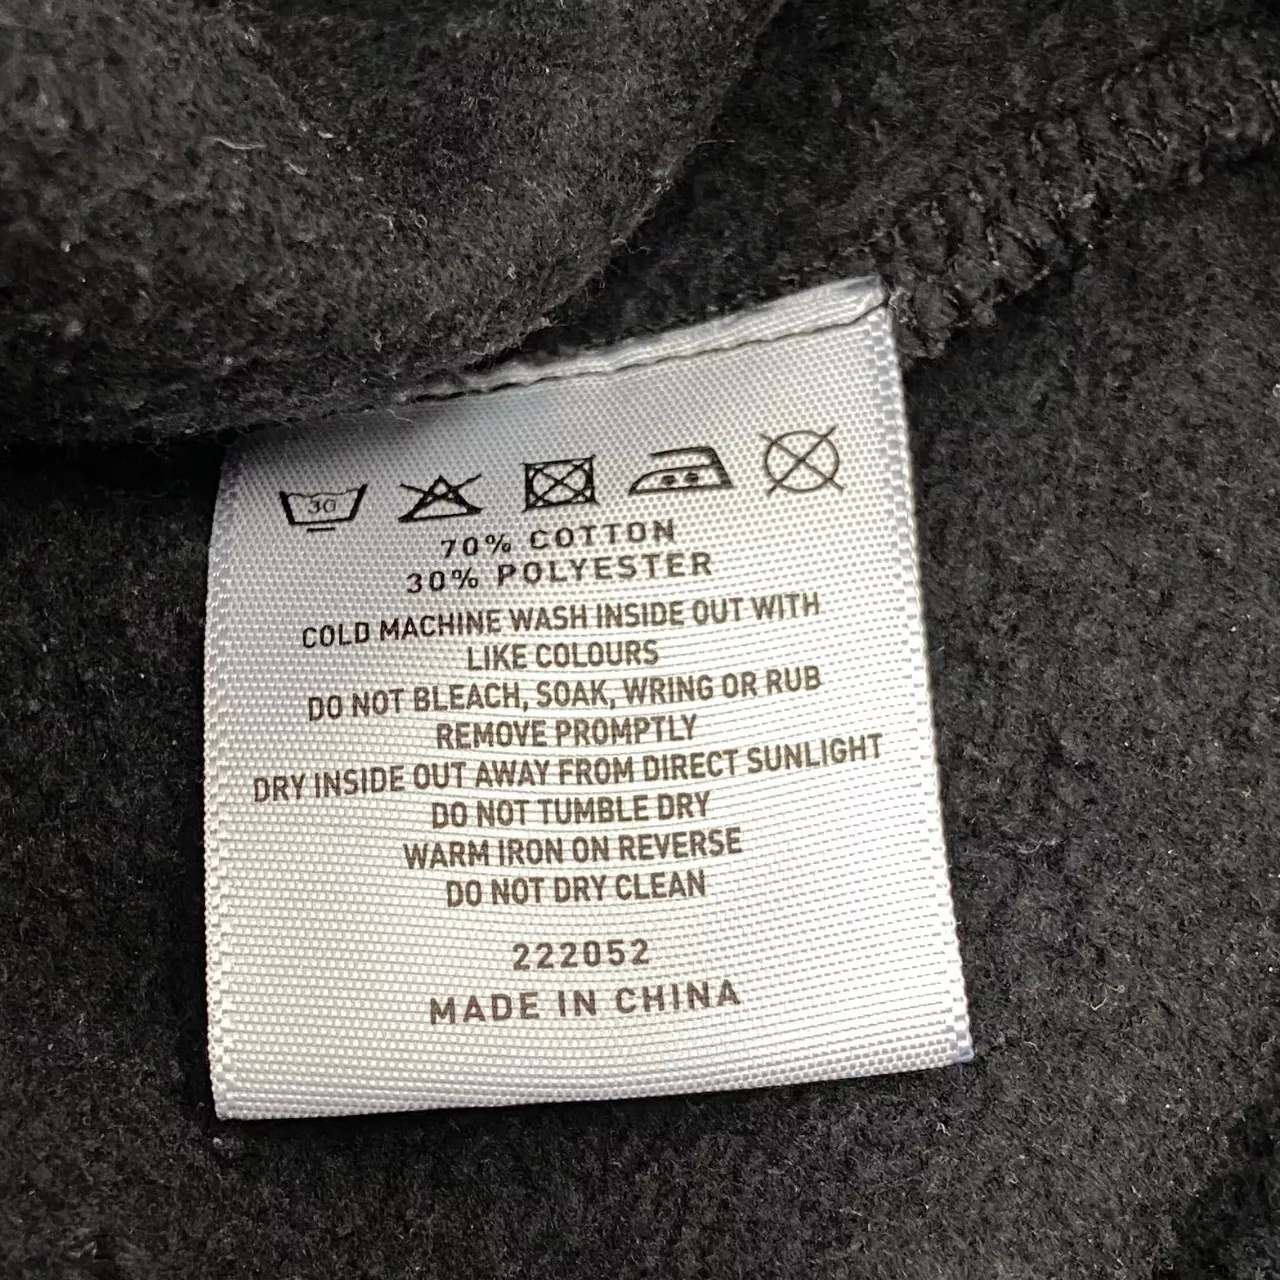 30
70% COTTON
30% POLYESTER
COLD MACHINE WASH INSIDE OUT WITH
LIKE COLOURS
DO NOT BLEACH, SOAK, WRING OR RUB
REMOVE PROMPTLY
DRY INSIDE OUT AWAY FROM DIRECT SUNLIGHT
DO NOT TUMBLE DRY
WARM IRON ON REVERSE
DO NOT DRY CLEAN
222052
MADE IN CHINA